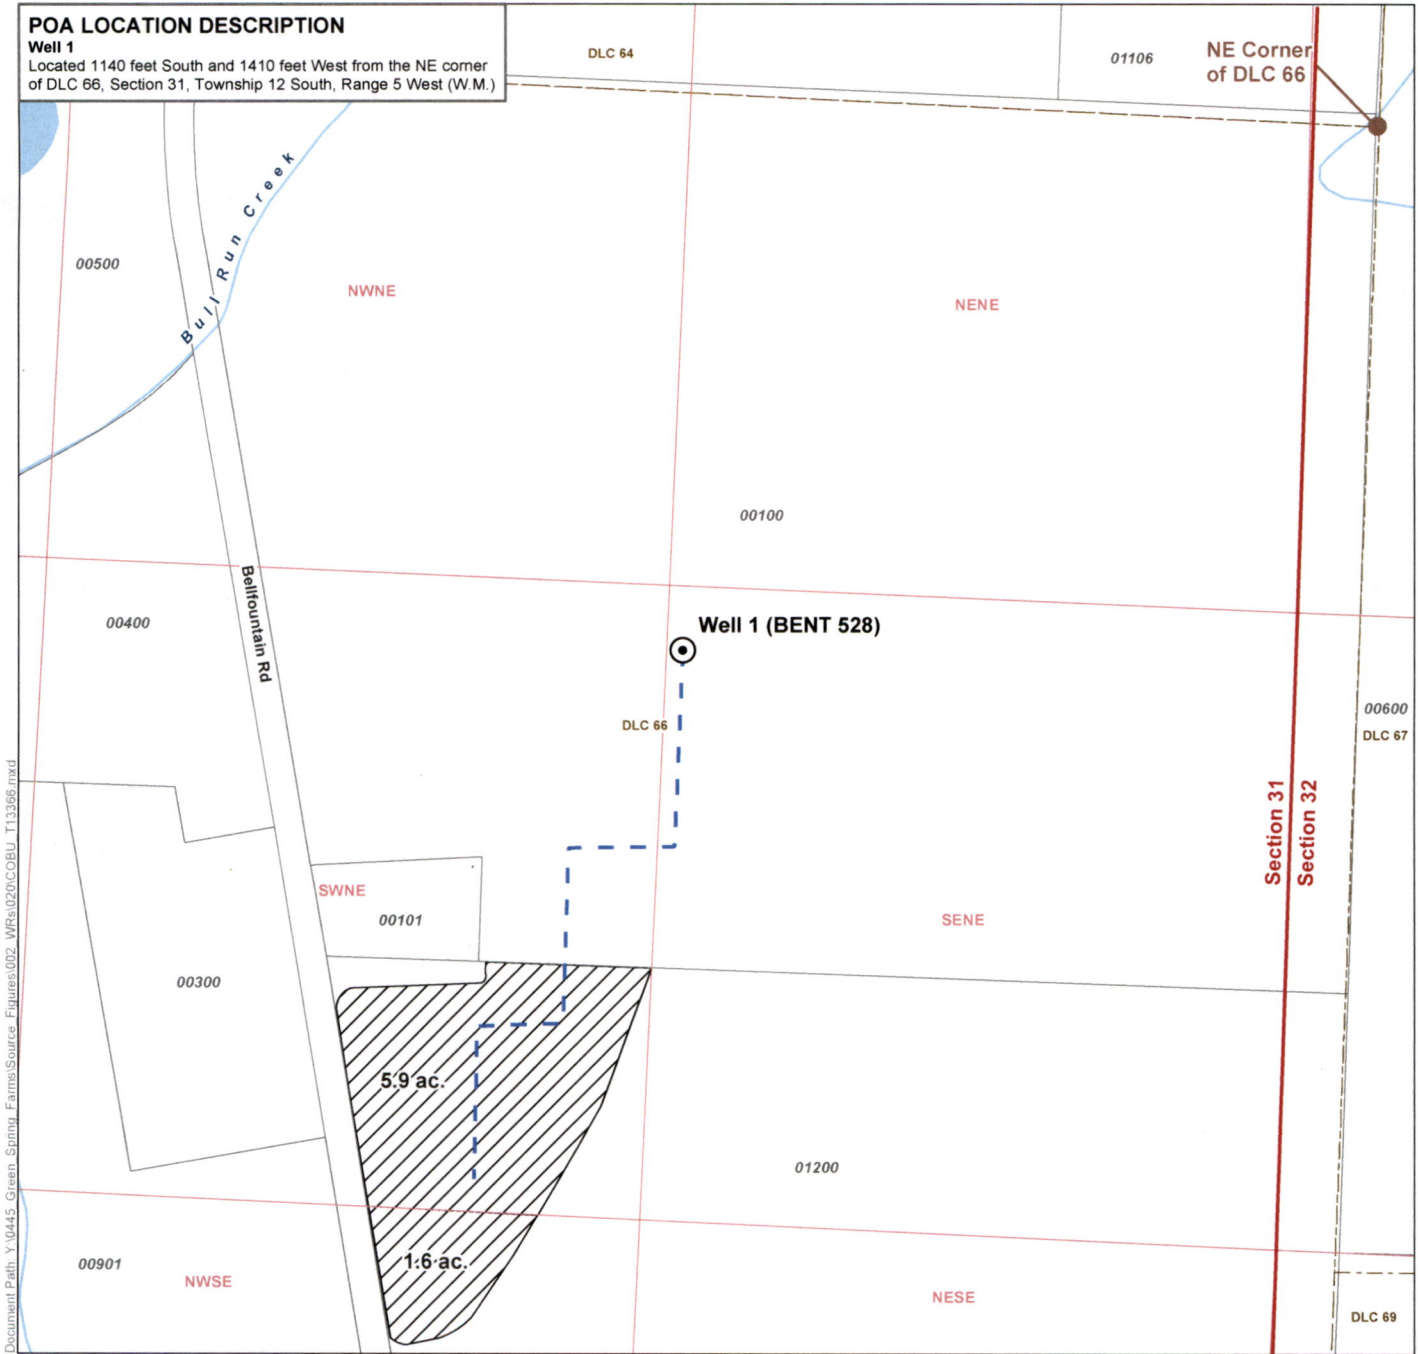 POA LOCATION DESCRIPTION
Well 1
Located 1140 feet South and 1410 feet West from the NE corner
of DLC 66, Section 31, Township 12 South, Range 5 West (W.M.)
DLC 64
01106
NE Corner
of DLC 66
Bull Run Creek
00500
NWNE
NENE
00100
Bellfountain Rd
00400
Well 1 (BENT 528)
DLC 66
00600
DLC 67
Section 31
Section 32
SWNE
00101
SENE
00300
5.9 ac.
01200
1.6 ac.
00901
NWSE
NESE
DLC 69
Document Path: Y:\0445_Green_Spring_Farms\Source_Figures\002_WRs\020\COBU_T13366.mxd